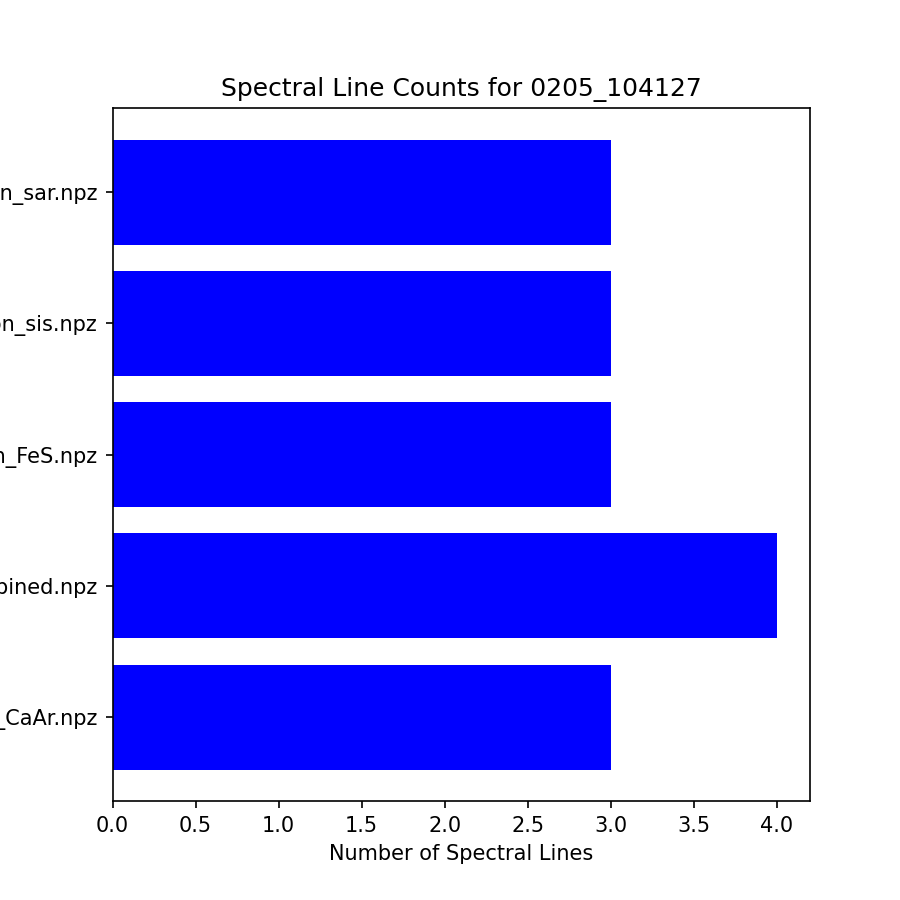 Spectral Line Counts for 0205_104127
n_sar.npz
on_sis.npz
n_FeS.npz
bined.npz
_CaAr.npz
0.0 0.5 1.0 1.5 2.0 2.5 3.0 3.5 4.0
Number of Spectral Lines